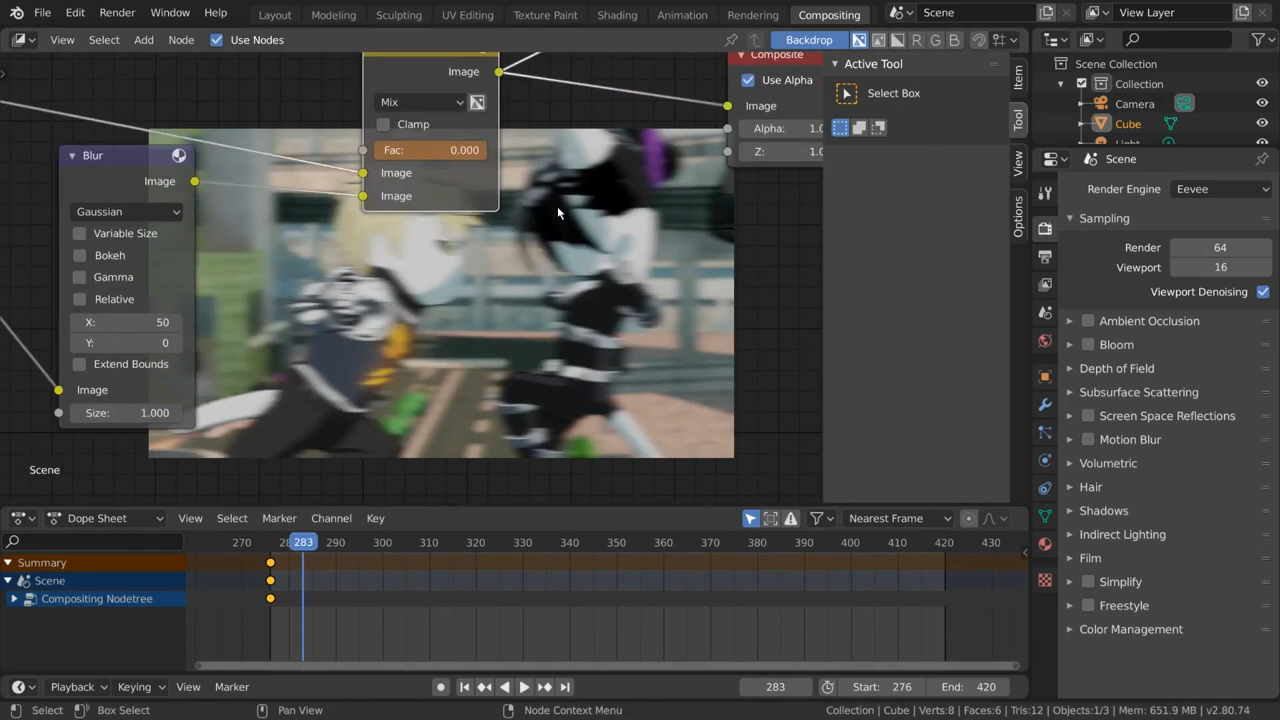 File Edit Render Window Help Layout Modeling Sculpting UV Editing Texture Paint Shading Animation Rendering Compositing Scene View Layer
View Select Add Node Use Nodes Backdrop R G B
Composite
Use Alpha
Image
Alpha: 1.0
Z: 1.0
Image
Mix
Clamp
Fac: 0.000
Image
Image
Blur
Image
Gaussian
Variable Size
Bokeh
Gamma
Relative
X: 50
Y: 0
Extend Bounds
Image
Size: 1.000
Scene
Active Tool
Select Box
Item
Tool
View
Options
Scene Collection
Collection
Camera
Cube
Scene
Render Engine Eevee
Sampling
Render 64
Viewport 16
Viewport Denoising
Ambient Occlusion
Bloom
Depth of Field
Subsurface Scattering
Screen Space Reflections
Motion Blur
Volumetric
Hair
Shadows
Indirect Lighting
Film
Simplify
Freestyle
Color Management
Dope Sheet View Select Marker Channel Key Nearest Frame
270 283 290 300 310 320 330 340 350 360 370 380 390 400 410 420 430
Summary
Scene
Compositing Nodetree
Playback Keying View Marker 283 Start: 276 End: 420
Select Box Select Pan View Node Context Menu Collection | Cube | Verts:8 | Faces:6 | Tris:12 | Objects:1/3 | Mem: 651.9 MB | v2.80.74